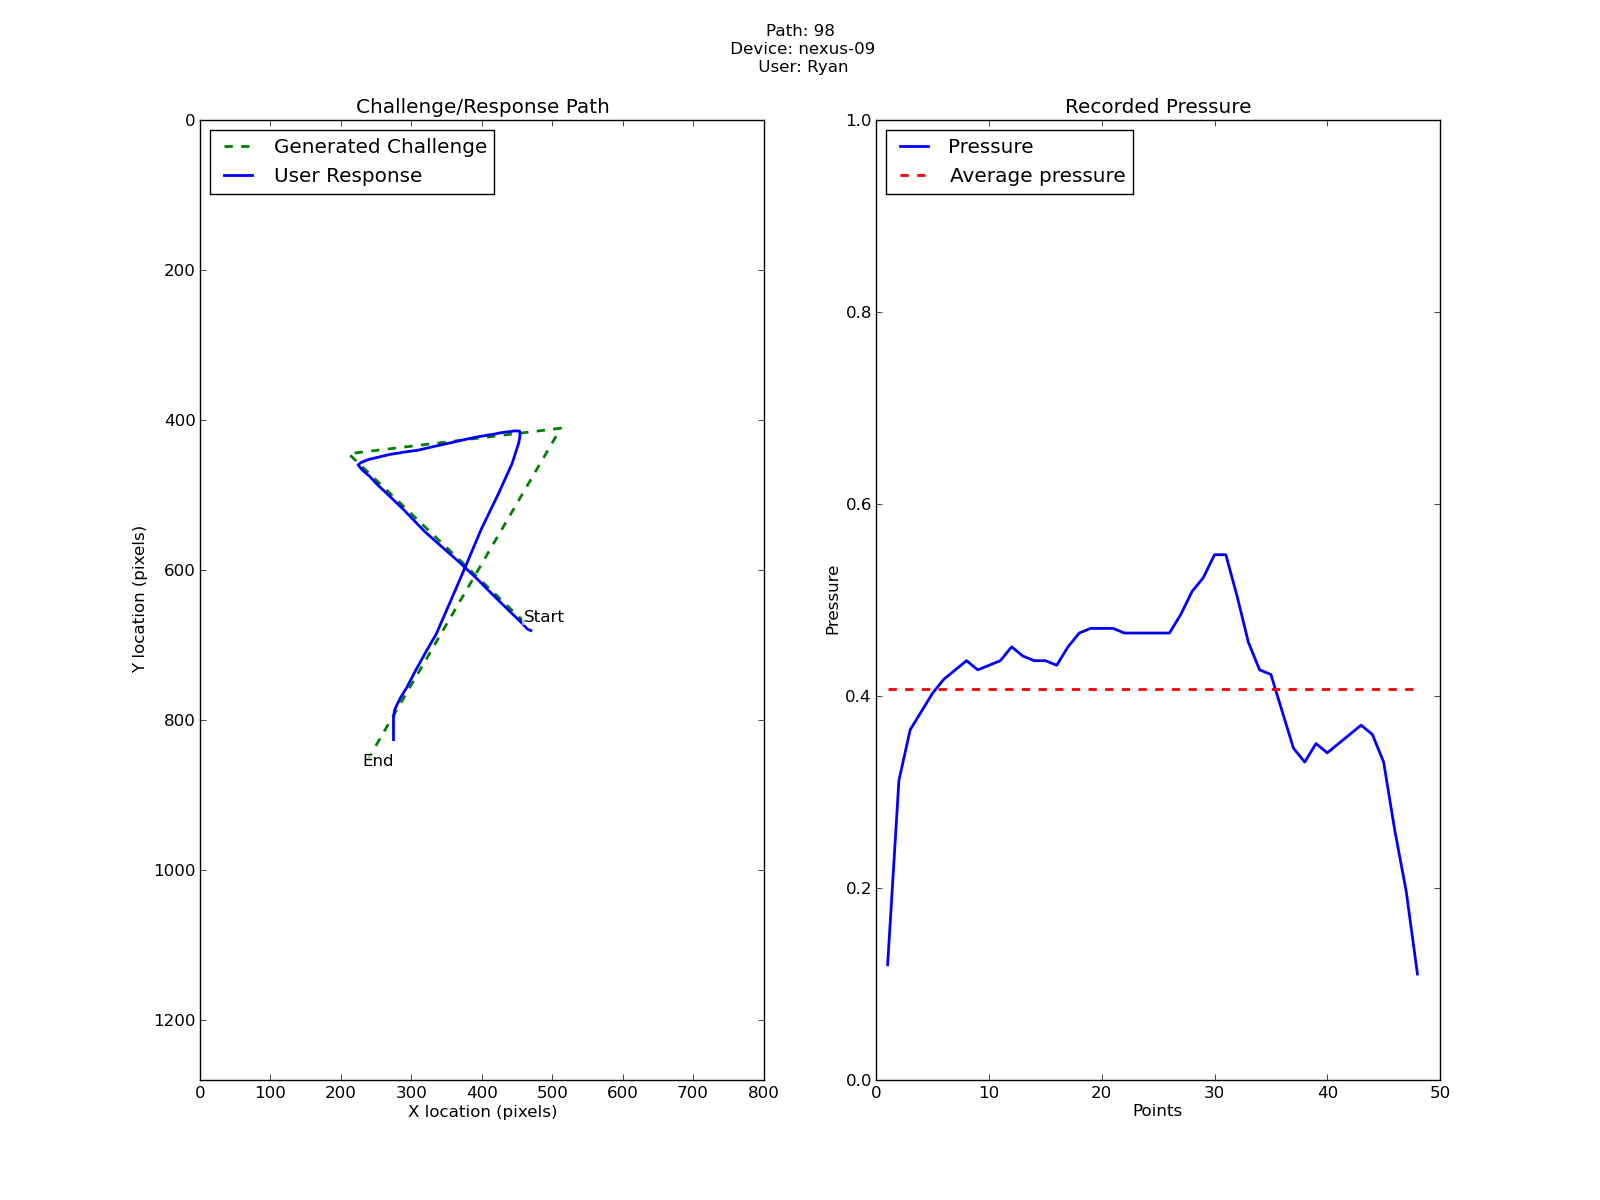 Path: 98
Device: nexus-09
User: Ryan
Challenge/Response Path
Generated Challenge
User Response
0
200
400
600
800
1000
1200
Y location (pixels)
Start
End
0 100 200 300 400 500 600 700 800
X location (pixels)
Recorded Pressure
Pressure
Average pressure
1.0
0.8
0.6
0.4
0.2
0.0
Pressure
0 10 20 30 40 50
Points